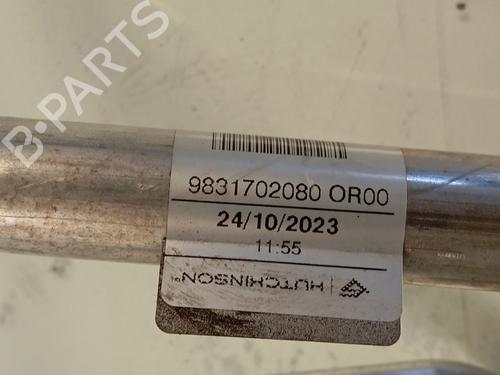 B-PARTS
9831702080 OR00
24/10/2023
11:55
HUTCHINSON